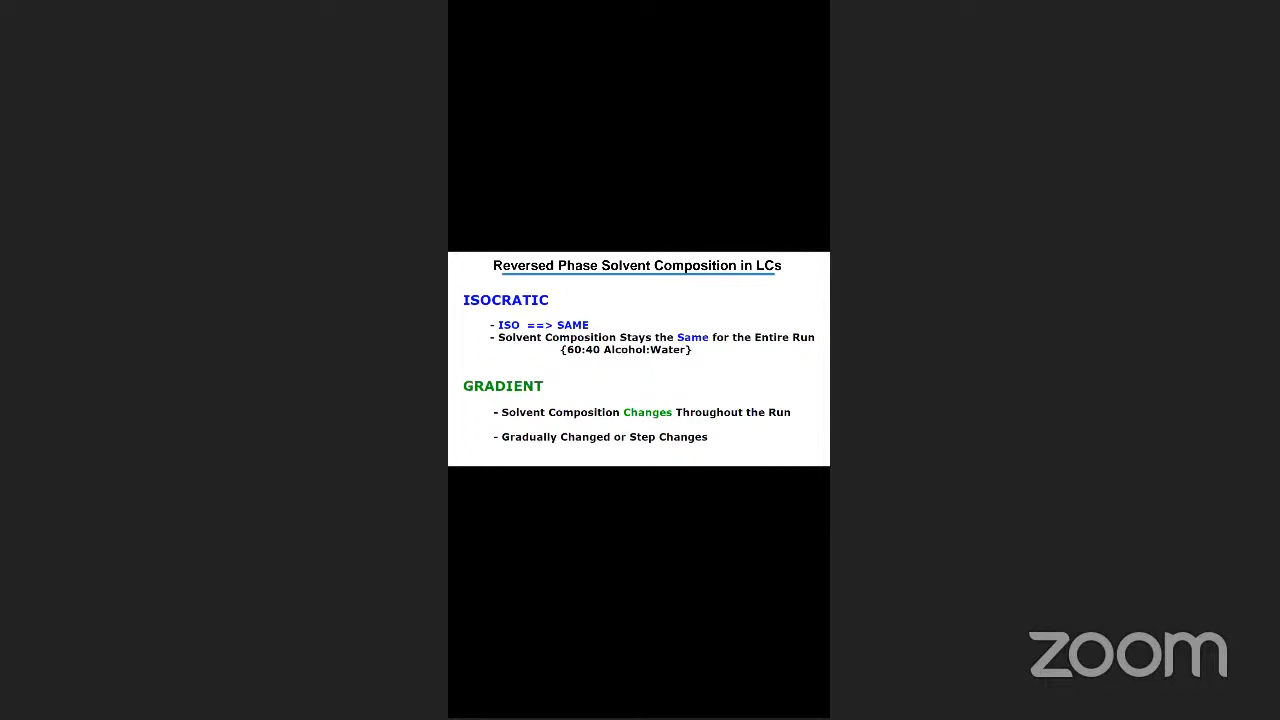 Reversed Phase Solvent Composition in LCs
ISOCRATIC
- ISO ==> SAME
- Solvent Composition Stays the Same for the Entire Run
{60:40 Alcohol:Water}
GRADIENT
- Solvent Composition Changes Throughout the Run
- Gradually Changed or Step Changes
zoom